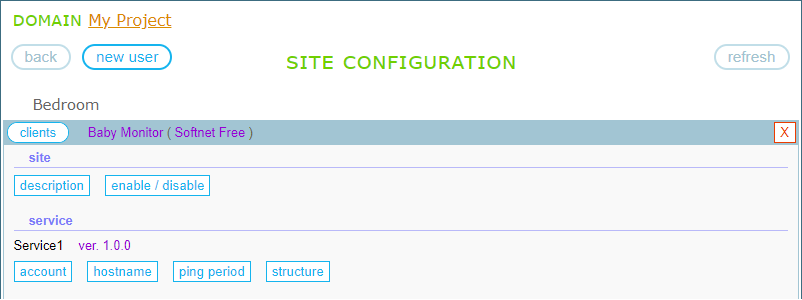 DOMAIN My Project
back new user SITE CONFIGURATION refresh
Bedroom
clients Baby Monitor ( Softnet Free ) X
site
description enable / disable
service
Service1 ver. 1.0.0
account hostname ping period structure